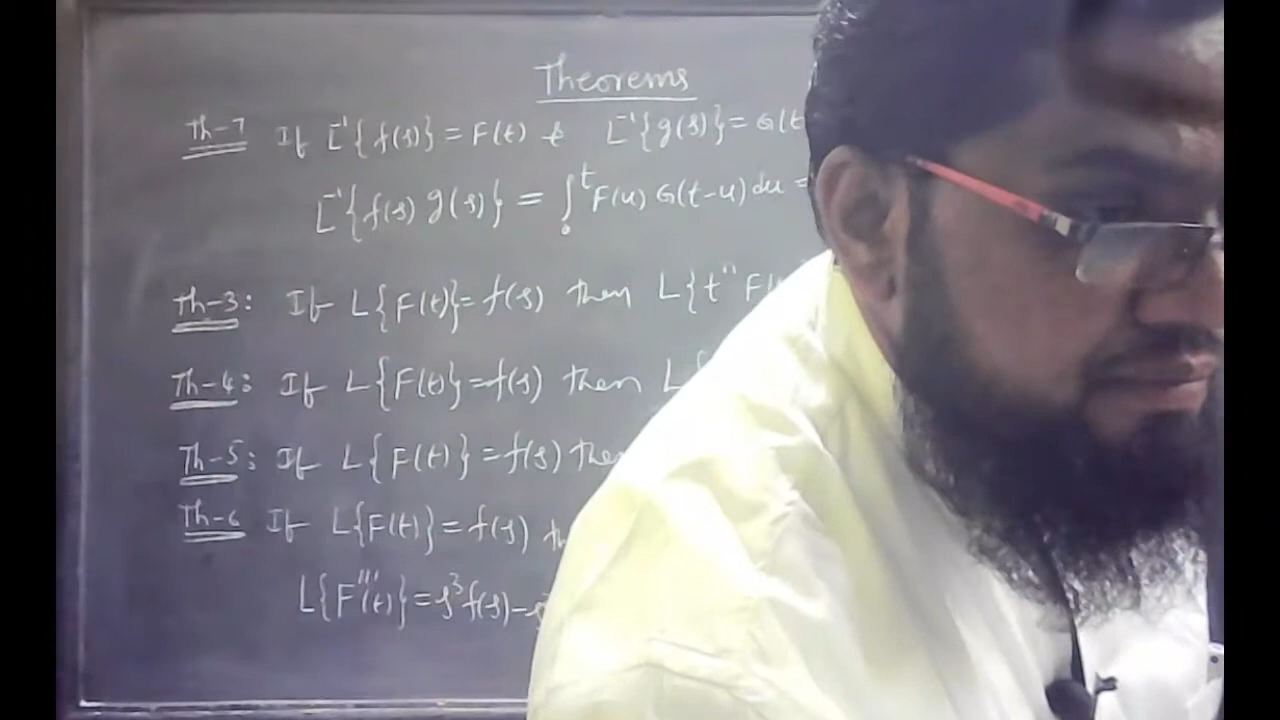 Theorems
Th-7 If L⁻¹{f(s)} = F(t) & L⁻¹{g(s)} = G(t
L⁻¹{f(s) g(s)} = ∫₀ᵗ F(u) G(t-u) du =
Th-3: If L{F(t)} = f(s) then L{tⁿ F(
Th-4: If L{F(t)} = f(s) then L{
Th-5: If L{F(t)} = f(s) then
Th-6 If L{F(t)} = f(s)
L{F'''(t)} = s³f(s) - s